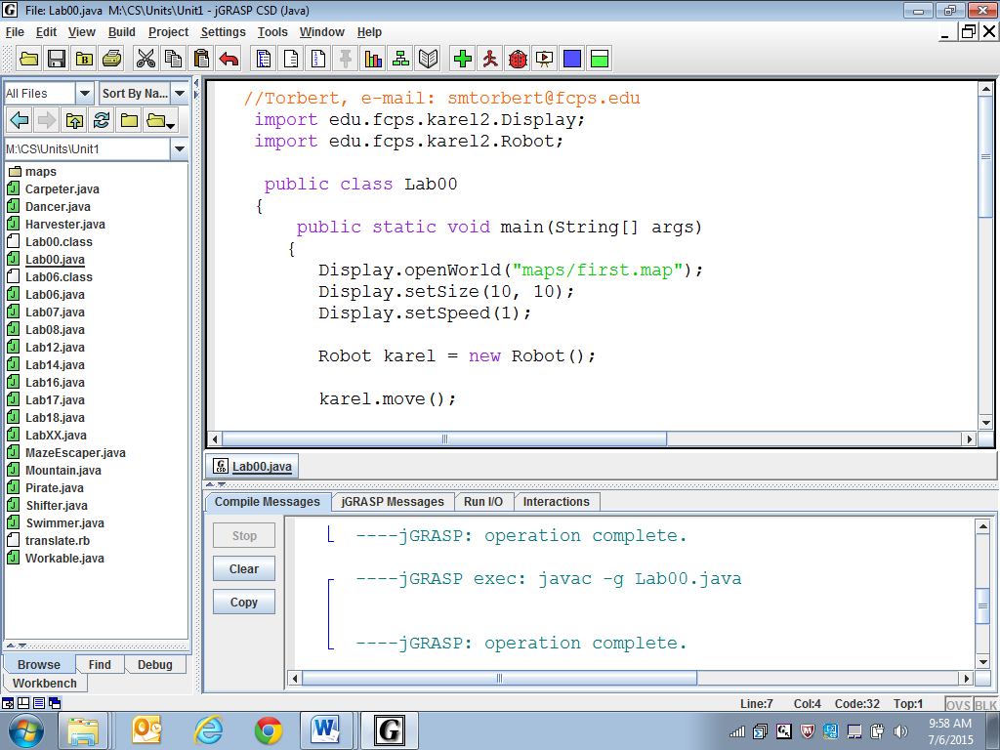 File: Lab00.java M:\CS\Units\Unit1 - jGRASP CSD (Java)
File Edit View Build Project Settings Tools Window Help
All Files
Sort By Na...
M:\CS\Units\Unit1
maps
Carpeter.java
Dancer.java
Harvester.java
Lab00.class
Lab00.java
Lab06.class
Lab06.java
Lab07.java
Lab08.java
Lab12.java
Lab14.java
Lab16.java
Lab17.java
Lab18.java
LabXX.java
MazeEscaper.java
Mountain.java
Pirate.java
Shifter.java
Swimmer.java
translate.rb
Workable.java
Browse Find Debug
Workbench
//Torbert, e-mail: smtorbert@fcps.edu
import edu.fcps.karel2.Display;
import edu.fcps.karel2.Robot;
public class Lab00
{
public static void main(String[] args)
{
Display.openWorld("maps/first.map");
Display.setSize(10, 10);
Display.setSpeed(1);
Robot karel = new Robot();
karel.move();
Lab00.java
Compile Messages jGRASP Messages Run I/O Interactions
Stop
Clear
Copy
----jGRASP: operation complete.
----jGRASP exec: javac -g Lab00.java
----jGRASP: operation complete.
Line:7 Col:4 Code:32 Top:1 OVS BLK
9:58 AM
7/6/2015